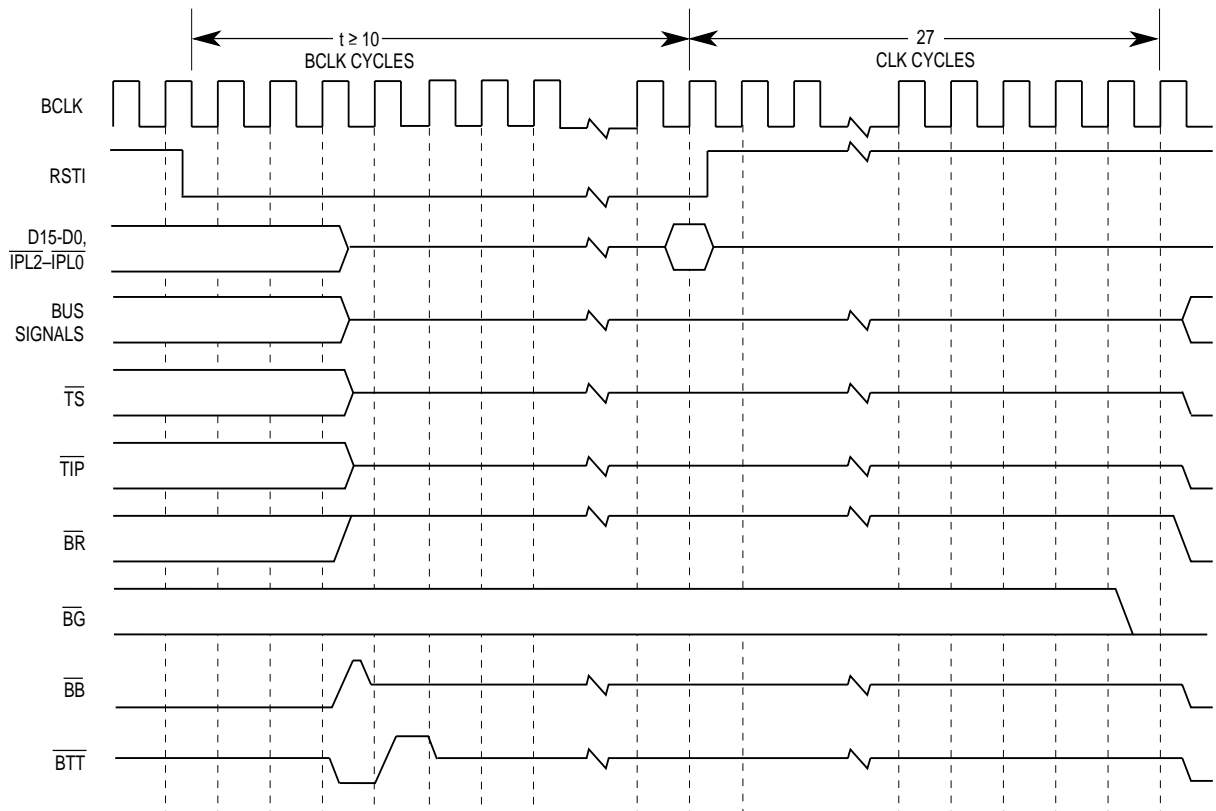 t ≥ 10
BCLK CYCLES
27
CLK CYCLES
BCLK
RSTI
D15-D0,
IPL2–IPL0
BUS
SIGNALS
TS
TIP
BR
BG
BB
BTT